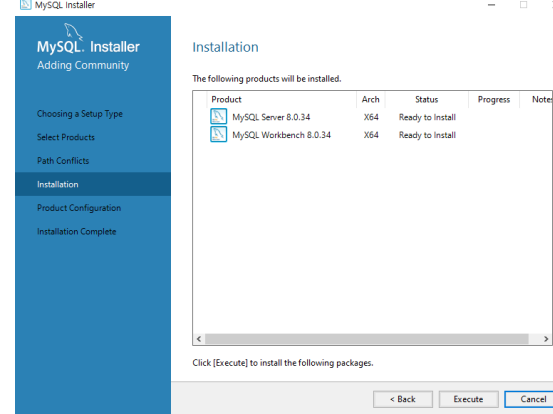 MySQL Installer
MySQL. Installer
Adding Community
Choosing a Setup Type
Select Products
Path Conflicts
Installation
Product Configuration
Installation Complete
Installation
The following products will be installed.
Product Arch Status Progress Notes
MySQL Server 8.0.34 X64 Ready to Install
MySQL Workbench 8.0.34 X64 Ready to Install
Click [Execute] to install the following packages.
< Back Execute Cancel